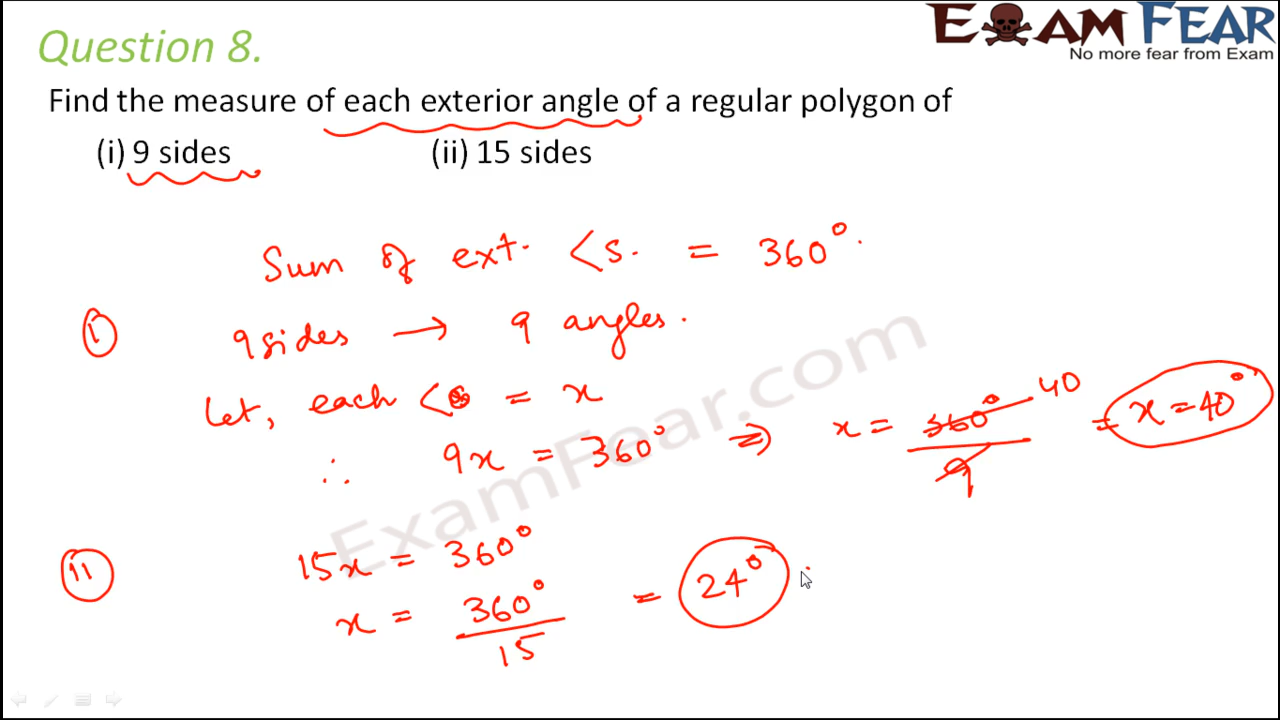 Question 8.
EXAM FEAR
No more fear from Exam
Find the measure of each exterior angle of a regular polygon of
(i) 9 sides (ii) 15 sides
Sum of ext. <s. = 360°.
i 9 sides → 9 angles.
Let, each < = x
∴ 9x = 360° ⇒ x = 360°/9 40 = x = 40°
ii 15x = 360°
x = 360°/15 = 24°
ExamFear.com